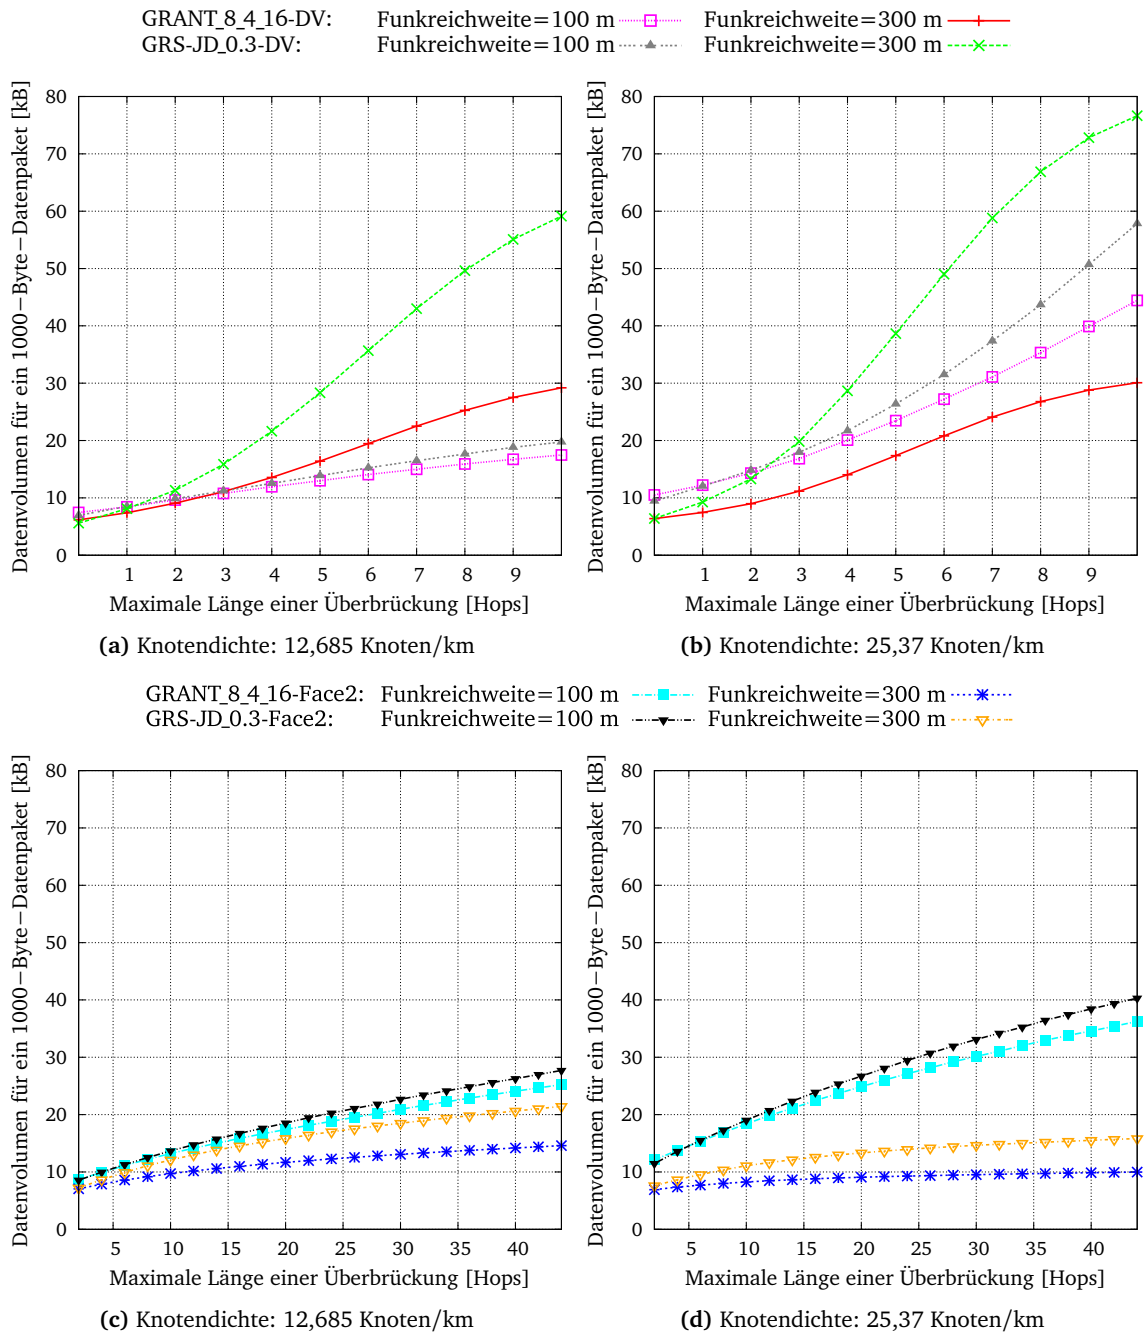 GRANT_8_4_16-DV: Funkreichweite=100 m Funkreichweite=300 m
GRS-JD_0.3-DV: Funkreichweite=100 m Funkreichweite=300 m
Datenvolumen für ein 1000−Byte−Datenpaket [kB]
80
70
60
50
40
30
20
10
0
1 2 3 4 5 6 7 8 9
Maximale Länge einer Überbrückung [Hops]
(a) Knotendichte: 12,685 Knoten/km
Datenvolumen für ein 1000−Byte−Datenpaket [kB]
80
70
60
50
40
30
20
10
0
1 2 3 4 5 6 7 8 9
Maximale Länge einer Überbrückung [Hops]
(b) Knotendichte: 25,37 Knoten/km
GRANT_8_4_16-Face2: Funkreichweite=100 m Funkreichweite=300 m
GRS-JD_0.3-Face2: Funkreichweite=100 m Funkreichweite=300 m
Datenvolumen für ein 1000−Byte−Datenpaket [kB]
80
70
60
50
40
30
20
10
0
5 10 15 20 25 30 35 40
Maximale Länge einer Überbrückung [Hops]
(c) Knotendichte: 12,685 Knoten/km
Datenvolumen für ein 1000−Byte−Datenpaket [kB]
80
70
60
50
40
30
20
10
0
5 10 15 20 25 30 35 40
Maximale Länge einer Überbrückung [Hops]
(d) Knotendichte: 25,37 Knoten/km